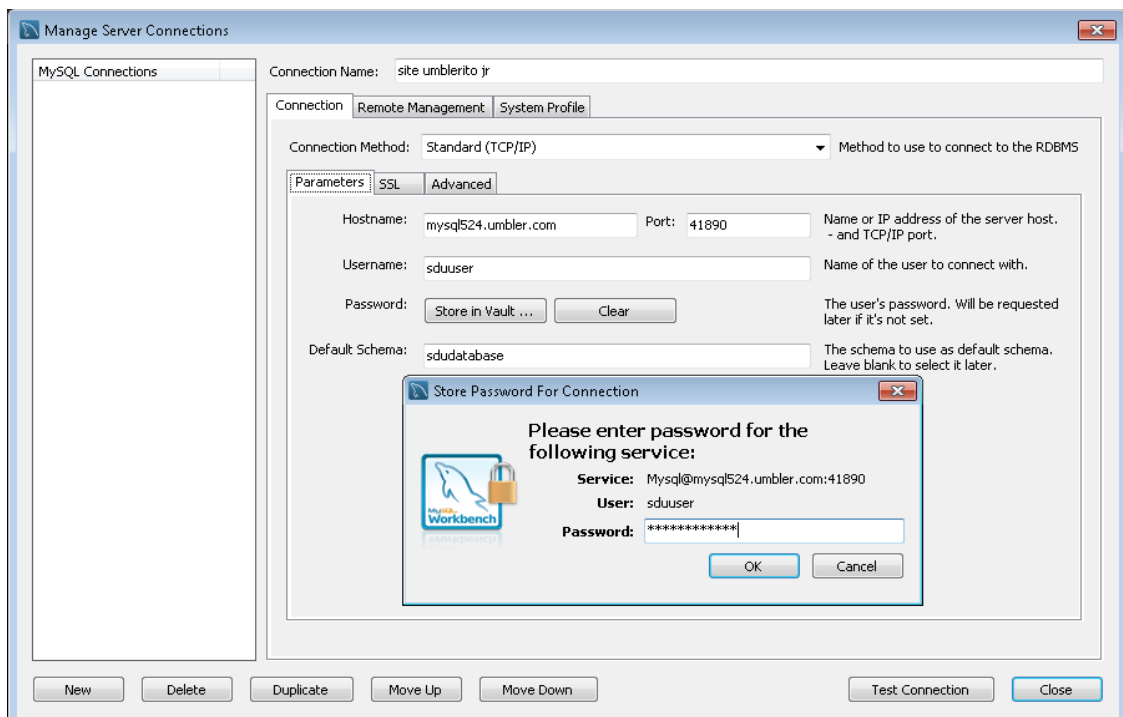 Manage Server Connections
MySQL Connections
Connection Name: site umblerito jr
Connection Remote Management System Profile
Connection Method: Standard (TCP/IP) Method to use to connect to the RDBMS
Parameters SSL Advanced
Hostname: mysql524.umbler.com Port: 41890 Name or IP address of the server host.
- and TCP/IP port.
Username: sduuser Name of the user to connect with.
Password: Store in Vault ... Clear The user's password. Will be requested
later if it's not set.
Default Schema: sdudatabase The schema to use as default schema.
Leave blank to select it later.
Store Password For Connection
Please enter password for the
following service:
Service: Mysql@mysql524.umbler.com:41890
User: sduuser
MySQL
Workbench
Password: ************
OK Cancel
New Delete Duplicate Move Up Move Down Test Connection Close